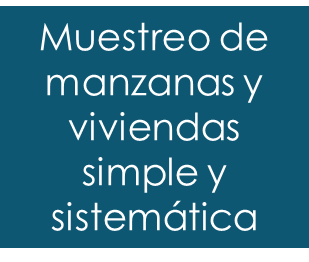 Muestreo de
manzanas y
viviendas
simple y
sistemática